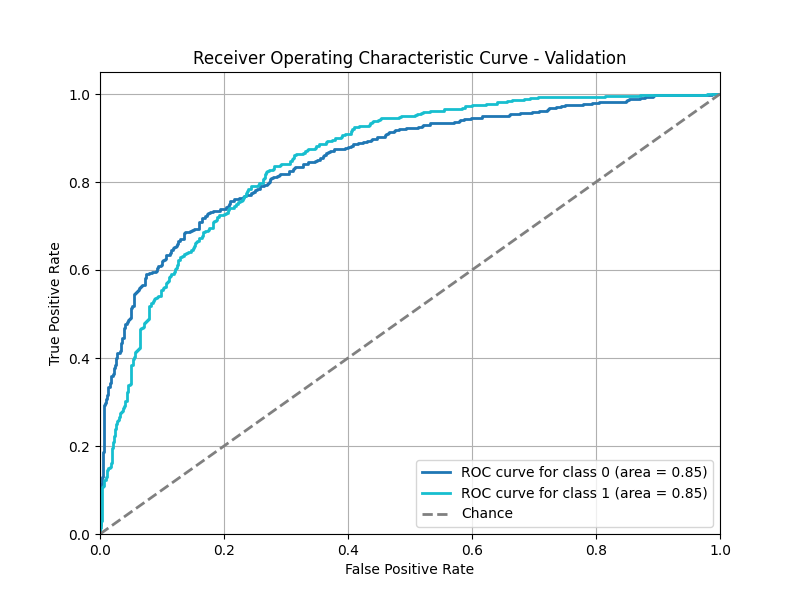 Receiver Operating Characteristic Curve - Validation
1.0
0.8
0.6
0.4
0.2
0.0
True Positive Rate
ROC curve for class 0 (area = 0.85)
ROC curve for class 1 (area = 0.85)
Chance
0.0 0.2 0.4 0.6 0.8 1.0
False Positive Rate